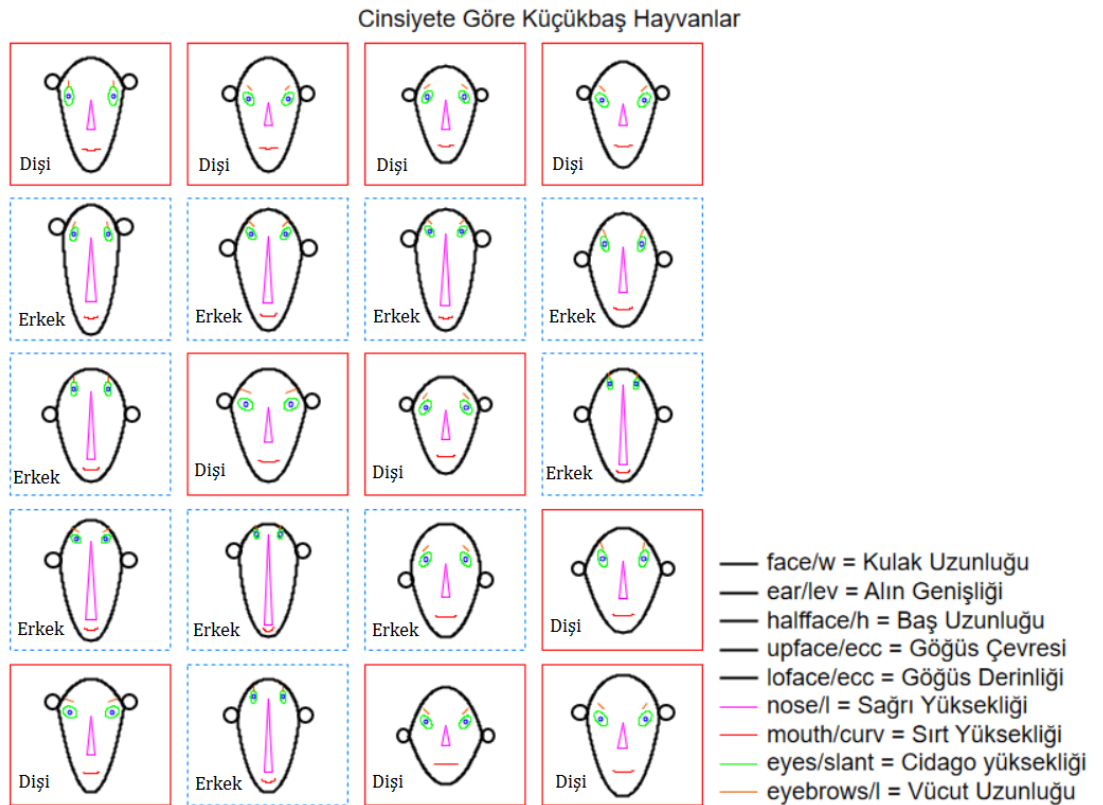 Cinsiyete Göre Küçükbaş Hayvanlar
Dişi
Dişi
Dişi
Dişi
Erkek
Erkek
Erkek
Erkek
Erkek
Dişi
Dişi
Erkek
Erkek
Erkek
Erkek
Dişi
Dişi
Erkek
Dişi
Dişi
face/w = Kulak Uzunluğu
ear/lev = Alın Genişliği
halfface/h = Baş Uzunluğu
upface/ecc = Göğüs Çevresi
loface/ecc = Göğüs Derinliği
nose/l = Sağrı Yüksekliği
mouth/curv = Sırt Yüksekliği
eyes/slant = Cidago yüksekliği
eyebrows/l = Vücut Uzunluğu